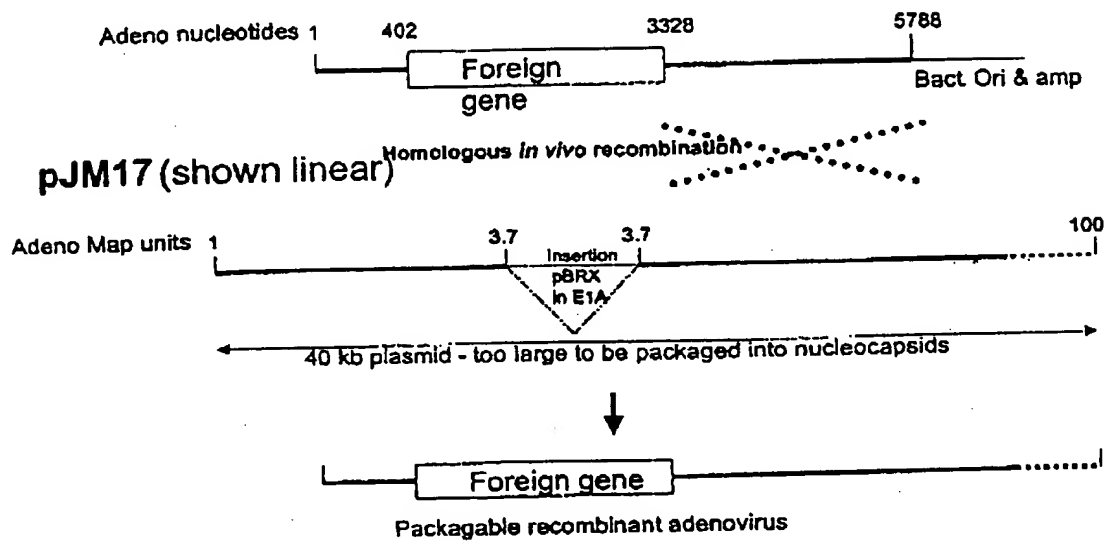 Adeno nucleotides 1 402 3328 5788
Foreign
gene
Bact. Ori & amp
Homologous in vivo recombination
pJM17 (shown linear)
Adeno Map units 1 3.7 3.7 100
Insertion
pBRX
in E1A
40 kb plasmid - too large to be packaged into nucleocapsids
Foreign gene
Packagable recombinant adenovirus